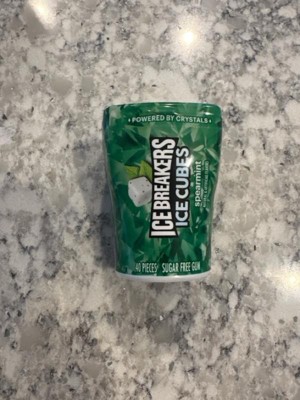 • POWERED BY CRYSTALS •
ICE BREAKERS
ICE CUBES
spearmint
40 PIECES SUGAR FREE GUM